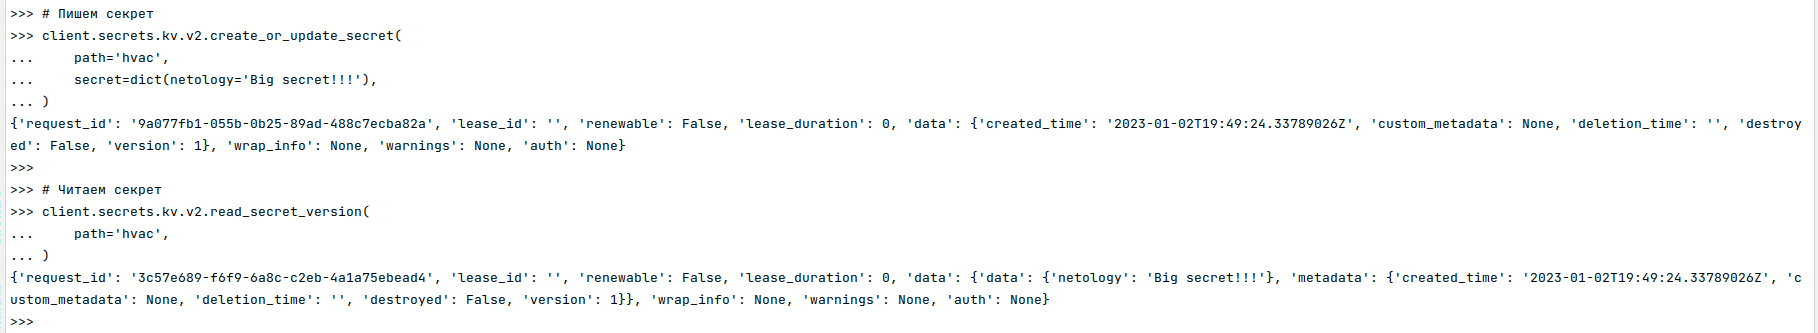 >>> # Пишем секрет
>>> client.secrets.kv.v2.create_or_update_secret(
...     path='hvac',
...     secret=dict(netology='Big secret!!!'),
... )
{'request_id': '9a077fb1-055b-0b25-89ad-488c7ecba82a', 'lease_id': '', 'renewable': False, 'lease_duration': 0, 'data': {'created_time': '2023-01-02T19:49:24.33789026Z', 'custom_metadata': None, 'deletion_time': '', 'destroy
ed': False, 'version': 1}, 'wrap_info': None, 'warnings': None, 'auth': None}
>>>
>>> # Читаем секрет
>>> client.secrets.kv.v2.read_secret_version(
...     path='hvac',
... )
{'request_id': '3c57e689-f6f9-6a8c-c2eb-4a1a75ebead4', 'lease_id': '', 'renewable': False, 'lease_duration': 0, 'data': {'data': {'netology': 'Big secret!!!'}, 'metadata': {'created_time': '2023-01-02T19:49:24.33789026Z', 'c
ustom_metadata': None, 'deletion_time': '', 'destroyed': False, 'version': 1}}, 'wrap_info': None, 'warnings': None, 'auth': None}
>>>